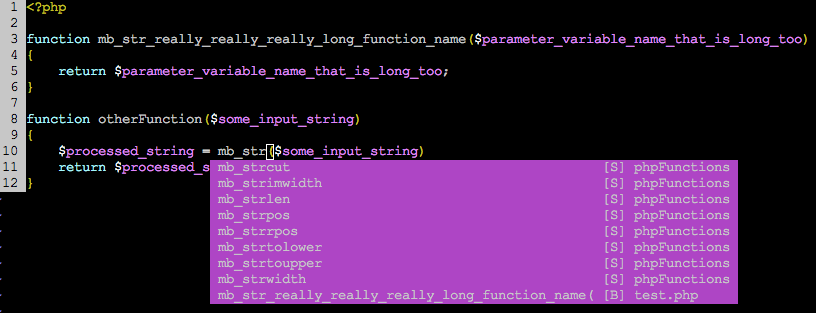 1 <?php
2
3 function mb_str_really_really_really_long_function_name($parameter_variable_name_that_is_long_too)
4 {
5     return $parameter_variable_name_that_is_long_too;
6 }
7
8 function otherFunction($some_input_string)
9 {
10     $processed_string = mb_str($some_input_string)
11     return $processed_s
mb_strcut [S] phpFunctions
12 }
mb_strimwidth [S] phpFunctions
mb_strlen [S] phpFunctions
mb_strpos [S] phpFunctions
mb_strrpos [S] phpFunctions
mb_strtolower [S] phpFunctions
mb_strtoupper [S] phpFunctions
mb_strwidth [S] phpFunctions
mb_str_really_really_really_long_function_name( [B] test.php